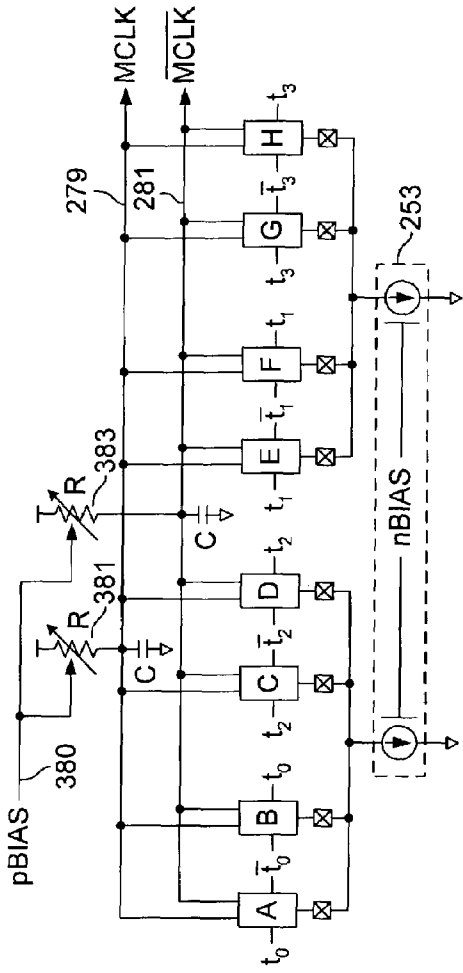 pBIAS
380
R
381
R
383
279
MCLK
281
M̅C̅L̅K̅
C
C
t₀ A t̅₀ B t₀
t₂ C t̅₂ D t₂
t₁ E t̅₁ F t₁
t₃ G t̅₃ H t₃
nBIAS
253